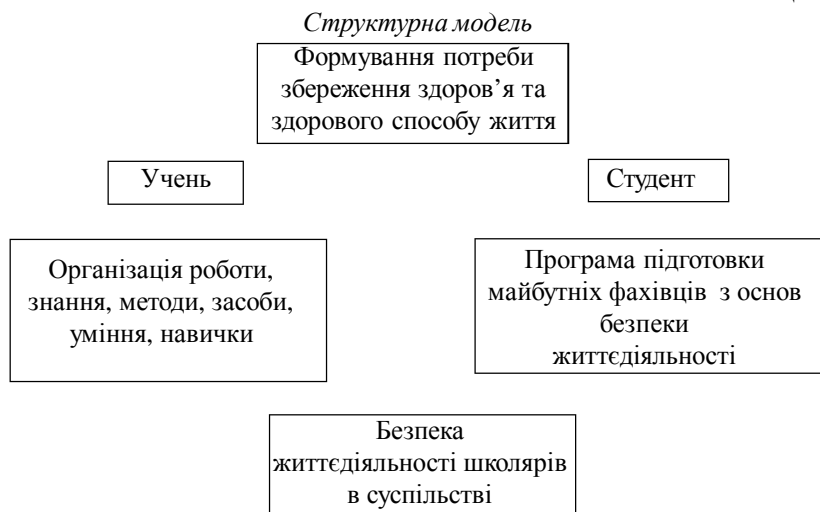 Структурна модель
Формування потреби
збереження здоров’я та
здорового способу життя
Учень
Студент
Організація роботи,
знання, методи, засоби,
уміння, навички
Програма підготовки
майбутніх фахівців з основ
безпеки
життєдіяльності
Безпека
життєдіяльності школярів
в суспільстві